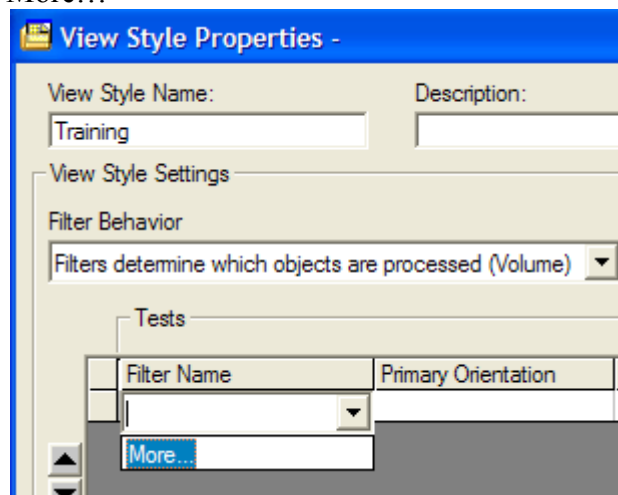 More…
View Style Properties -
View Style Name: Description:
Training
View Style Settings
Filter Behavior
Filters determine which objects are processed (Volume)
Tests
Filter Name Primary Orientation
More...